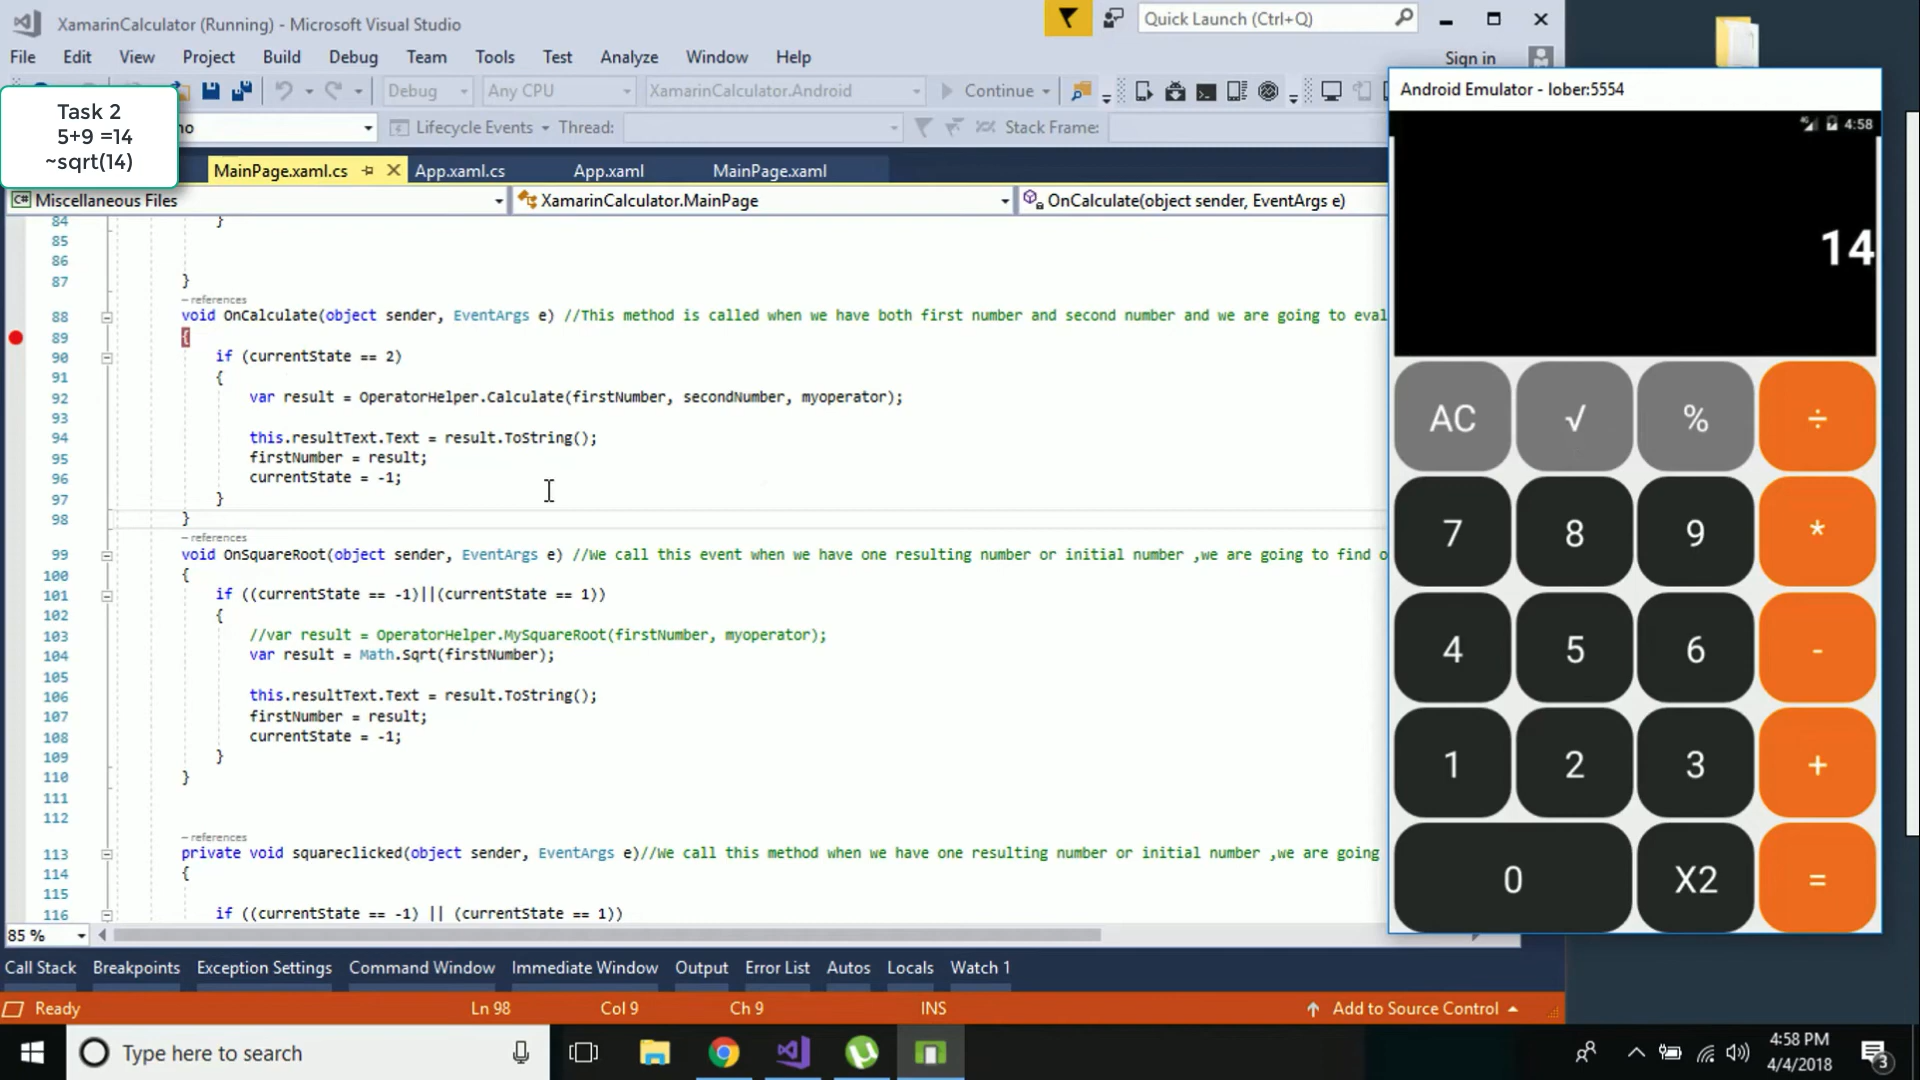 XamarinCalculator (Running) - Microsoft Visual Studio
Quick Launch (Ctrl+Q)
File Edit View Project Build Debug Team Tools Test Analyze Window Help
Sign in
Debug Any CPU XamarinCalculator.Android Continue
Lifecycle Events Thread: Stack Frame:
Task 2
5+9 =14
~sqrt(14)
MainPage.xaml.cs App.xaml.cs App.xaml MainPage.xaml
C# Miscellaneous Files XamarinCalculator.MainPage OnCalculate(object sender, EventArgs e)
84 }
85
86
87 }
– references
88 void OnCalculate(object sender, EventArgs e) //This method is called when we have both first number and second number and we are going to eval
89 {
90 if (currentState == 2)
91 {
92 var result = OperatorHelper.Calculate(firstNumber, secondNumber, myoperator);
93
94 this.resultText.Text = result.ToString();
95 firstNumber = result;
96 currentState = -1;
97 }
98 }
– references
99 void OnSquareRoot(object sender, EventArgs e) //We call this event when we have one resulting number or initial number ,we are going to find o
100 {
101 if ((currentState == -1)||(currentState == 1))
102 {
103 //var result = OperatorHelper.MySquareRoot(firstNumber, myoperator);
104 var result = Math.Sqrt(firstNumber);
105
106 this.resultText.Text = result.ToString();
107 firstNumber = result;
108 currentState = -1;
109 }
110 }
111
112
– references
113 private void squareclicked(object sender, EventArgs e)//We call this method when we have one resulting number or initial number ,we are going
114 {
115
116 if ((currentState == -1) || (currentState == 1))
85 %
Call Stack Breakpoints Exception Settings Command Window Immediate Window Output Error List Autos Locals Watch 1
Ready Ln 98 Col 9 Ch 9 INS Add to Source Control
Android Emulator - lober:5554
4:58
14
AC √ % ÷
7 8 9 *
4 5 6 -
1 2 3 +
0 X2 =
Type here to search
4:58 PM
4/4/2018
3